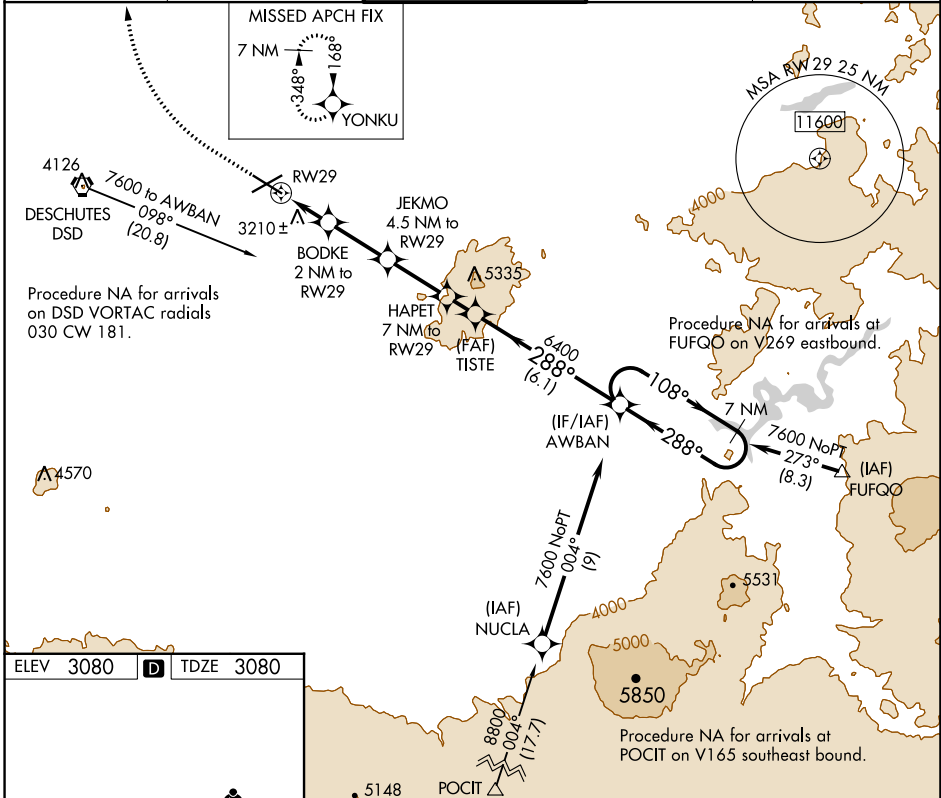 MISSED APCH FIX
7 NM
348°
168°
YONKU
MSA RW 29 25 NM
11600
4126
DESCHUTES
DSD
7600 to AWBAN
098°
(20.8)
RW29
3210 ±
BODKE
2 NM to
RW29
JEKMO
4.5 NM to
RW29
4000
5335
HAPET
7 NM to
RW29
(FAF)
TISTE
Procedure NA for arrivals
on DSD VORTAC radials
030 CW 181.
Procedure NA for arrivals at
FUFQO on V269 eastbound.
6400
288°
(6.1)
108°
7 NM
288°
(IF/IAF)
AWBAN
7600 NoPT
273°
(8.3)
(IAF)
FUFQO
4570
7600 NoPT
004°
(9)
(IAF)
NUCLA
4000
5531
5000
5850
ELEV 3080
D
TDZE 3080
8800
004°
(17.7)
Procedure NA for arrivals at
POCIT on V165 southeast bound.
5148
POCIT